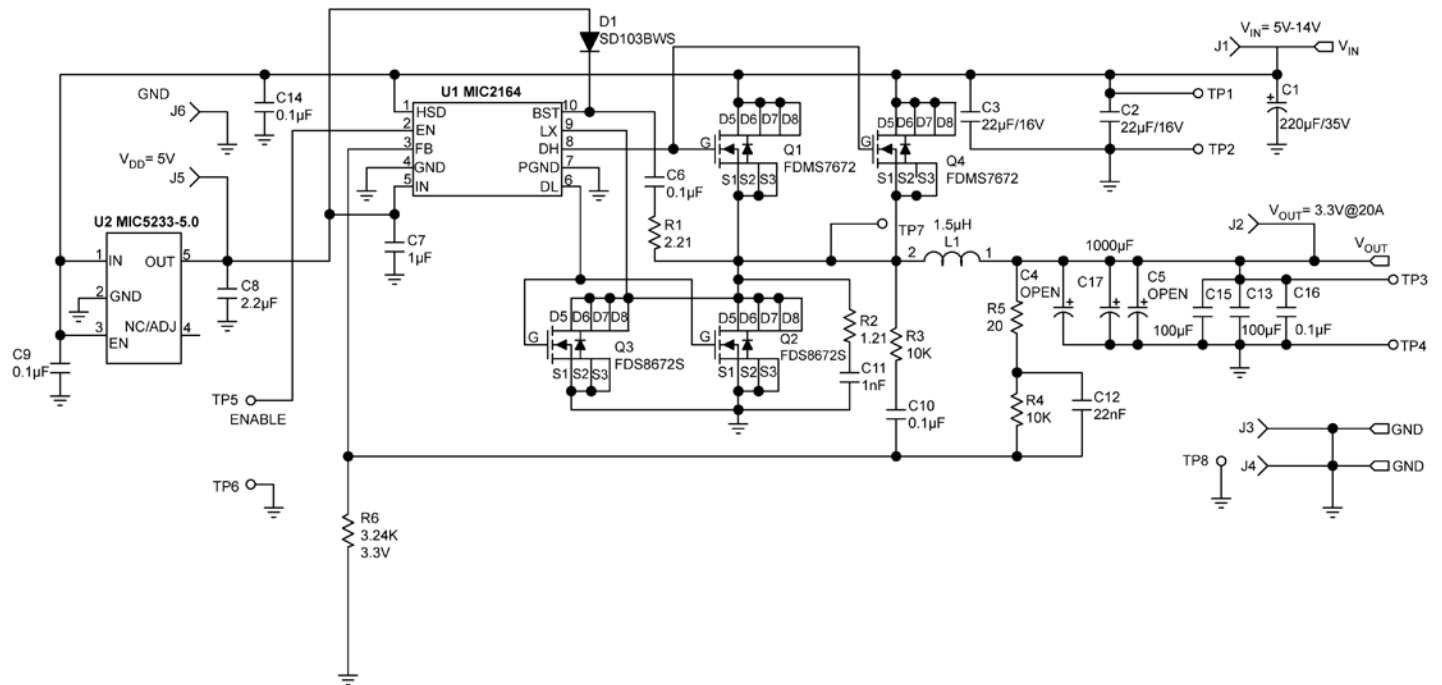 D1
SD103BWS
V_IN= 5V-14V
J1
V_IN
GND
J6
C14
0.1µF
U1 MIC2164
1
HSD
BST
10
2
EN
LX
9
3
FB
DH
8
4
GND
PGND
7
5
IN
DL
6
D5 D6 D7 D8
G
Q1
FDMS7672
S1 S2 S3
D5 D6 D7 D8
G
Q4
FDMS7672
S1 S2 S3
C3
22µF/16V
C2
22µF/16V
TP1
TP2
C1
220µF/35V
V_DD= 5V
J5
C6
0.1µF
R1
2.21
U2 MIC5233-5.0
1
IN
OUT
5
2
GND
3
EN
NC/ADJ
4
C7
1µF
C8
2.2µF
C9
0.1µF
TP7
1.5µH
2
L1
1
J2
V_OUT= 3.3V@20A
V_OUT
D5 D6 D7 D8
G
Q3
FDS8672S
S1 S2 S3
D5 D6 D7 D8
G
Q2
FDS8672S
S1 S2 S3
R2
1.21
C11
1nF
R3
10K
C10
0.1µF
R5
20
R4
10K
C12
22nF
C4
OPEN
1000µF
C17
C5
OPEN
C15
100µF
C13
100µF
C16
0.1µF
TP3
TP4
TP5
ENABLE
TP6
R6
3.24K
3.3V
TP8
J3
GND
J4
GND